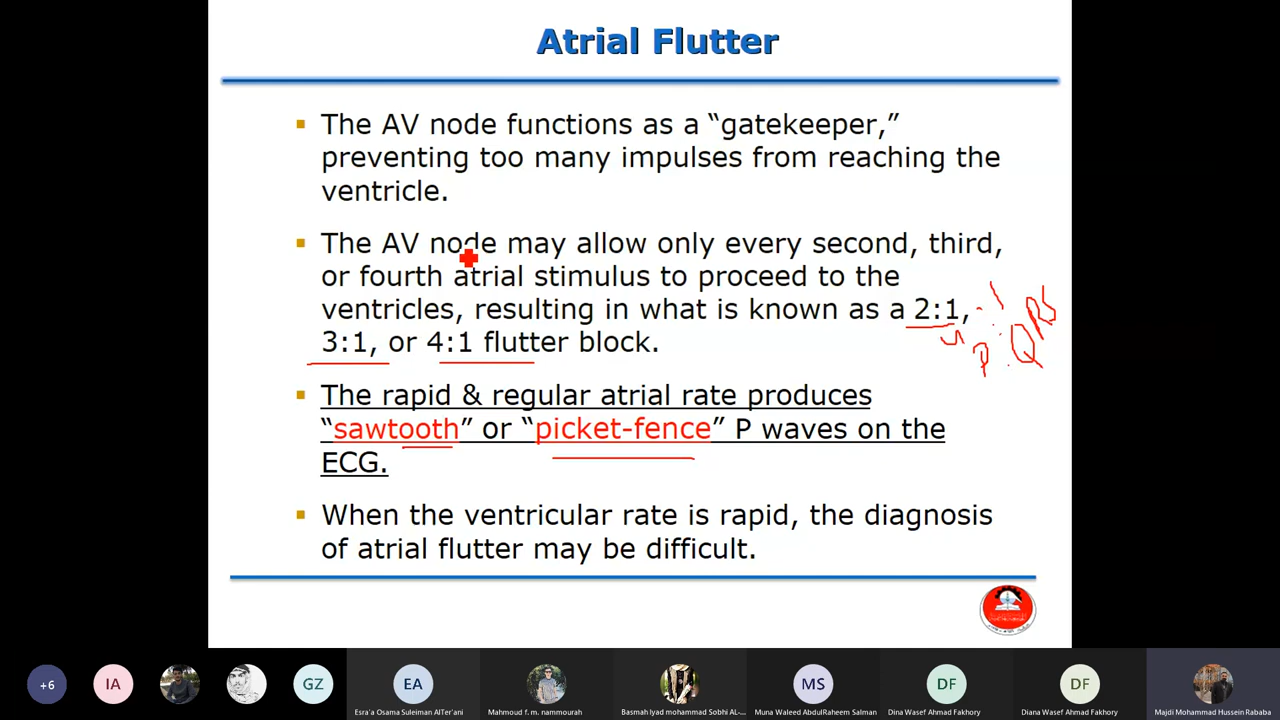 Atrial Flutter
▪ The AV node functions as a “gatekeeper,”
preventing too many impulses from reaching the
ventricle.
▪ The AV node may allow only every second, third,
or fourth atrial stimulus to proceed to the
ventricles, resulting in what is known as a 2:1,
3:1, or 4:1 flutter block.
P QRS
▪ The rapid & regular atrial rate produces
“sawtooth” or “picket-fence” P waves on the
ECG.
▪ When the ventricular rate is rapid, the diagnosis
of atrial flutter may be difficult.
+6
IA
GZ
EA
MS
DF
DF
Esra'a Osama Suleiman AlTer'ani
Mahmoud f. m. nammourah
Basmah Iyad mohammad Sobhi AL-...
Muna Waleed AbdulRaheem Salman
Dina Wasef Ahmad Fakhory
Diana Wasef Ahmad Fakhory
Majdi Mohammad Hussein Rababa